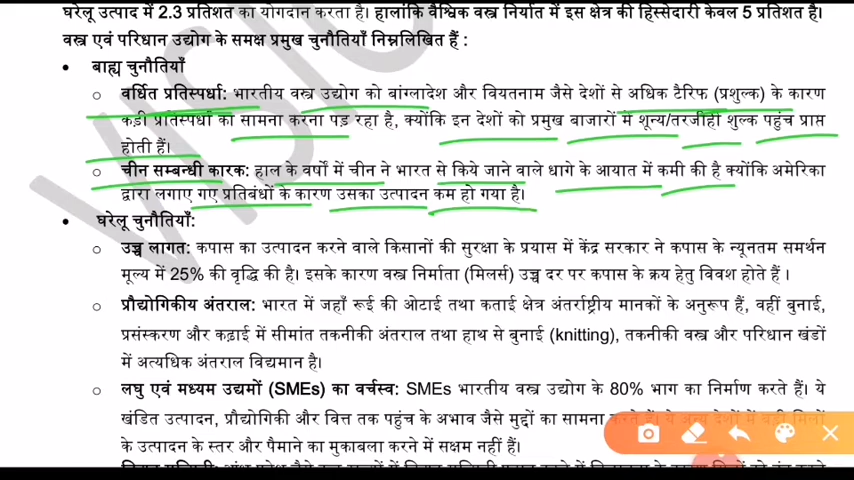 घरेलू उत्पाद में 2.3 प्रतिशत का योगदान करता है। हालांकि वैश्विक वस्त्र निर्यात में इस क्षेत्र की हिस्सेदारी केवल 5 प्रतिशत है।
वस्त्र एवं परिधान उद्योग के समक्ष प्रमुख चुनौतियाँ निम्नलिखित हैं :
• बाह्य चुनौतियाँ
o वर्धित प्रतिस्पर्धा: भारतीय वस्त्र उद्योग को बांग्लादेश और वियतनाम जैसे देशों से अधिक टैरिफ (प्रशुल्क) के कारण
कड़ी प्रतिस्पर्धा का सामना करना पड़ रहा है, क्योंकि इन देशों को प्रमुख बाजारों में शून्य/तरजीही शुल्क पहुंच प्राप्त
होती हैं।
o चीन सम्बन्धी कारक: हाल के वर्षों में चीन ने भारत से किये जाने वाले धागे के आयात में कमी की है क्योंकि अमेरिका
द्वारा लगाए गए प्रतिबंधों के कारण उसका उत्पादन कम हो गया है।
• घरेलू चुनौतियाँ:
o उच्च लागत: कपास का उत्पादन करने वाले किसानों की सुरक्षा के प्रयास में केंद्र सरकार ने कपास के न्यूनतम समर्थन
मूल्य में 25% की वृद्धि की है। इसके कारण वस्त्र निर्माता (मिलर्स) उच्च दर पर कपास के क्रय हेतु विवश होते हैं ।
o प्रौद्योगिकीय अंतराल: भारत में जहाँ रूई की ओटाई तथा कताई क्षेत्र अंतर्राष्ट्रीय मानकों के अनुरूप हैं, वहीं बुनाई,
प्रसंस्करण और कढ़ाई में सीमांत तकनीकी अंतराल तथा हाथ से बुनाई (knitting), तकनीकी वस्त्र और परिधान खंडों
में अत्यधिक अंतराल विद्यमान है।
o लघु एवं मध्यम उद्यमों (SMEs) का वर्चस्व: SMEs भारतीय वस्त्र उद्योग के 80% भाग का निर्माण करते हैं। ये
खंडित उत्पादन, प्रौद्योगिकी और वित्त तक पहुंच के अभाव जैसे मुद्दों का सामना करते हैं। ये अन्य देशों में बड़ी मिलों
के उत्पादन के स्तर और पैमाने का मुकाबला करने में सक्षम नहीं हैं।